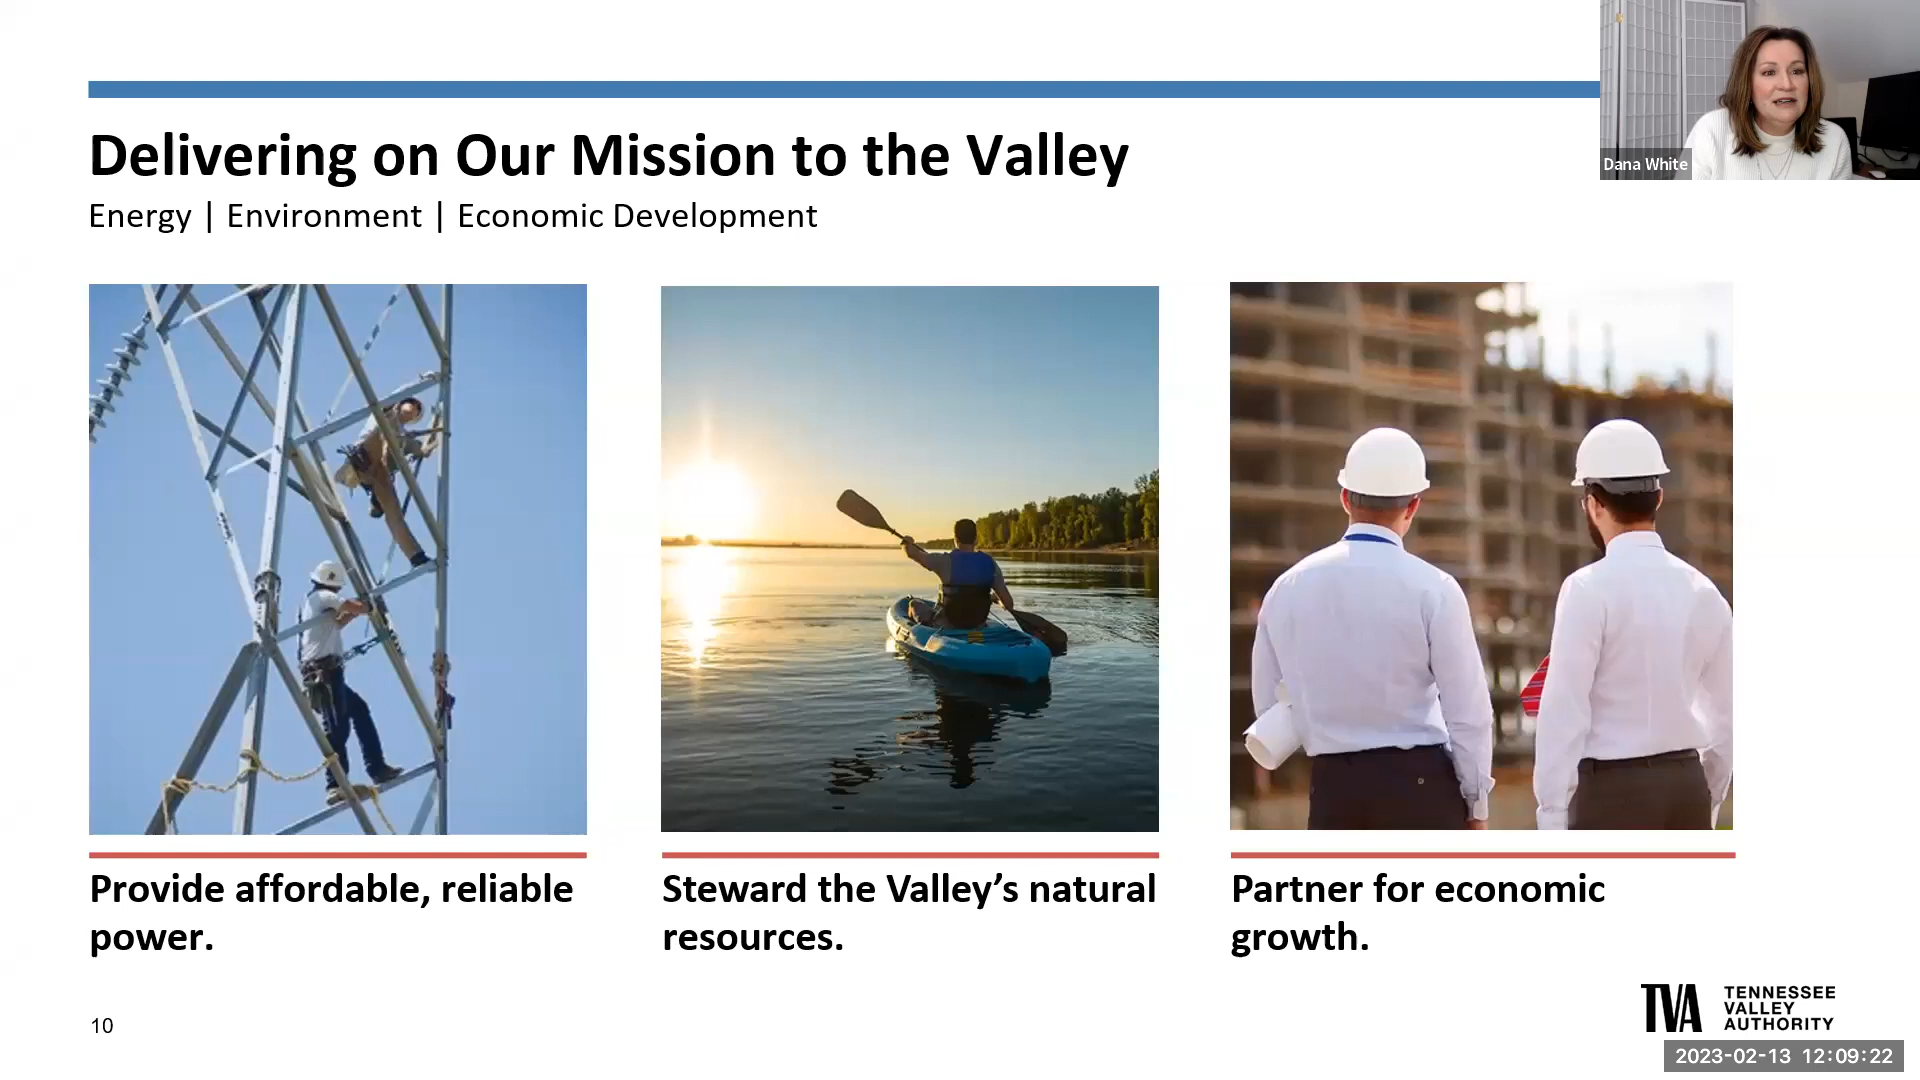 Dana White
Delivering on Our Mission to the Valley
Energy | Environment | Economic Development
Provide affordable, reliable
power.
Steward the Valley’s natural
resources.
Partner for economic
growth.
10
TVA
TENNESSEE
VALLEY
AUTHORITY
2023-02-13 12:09:22